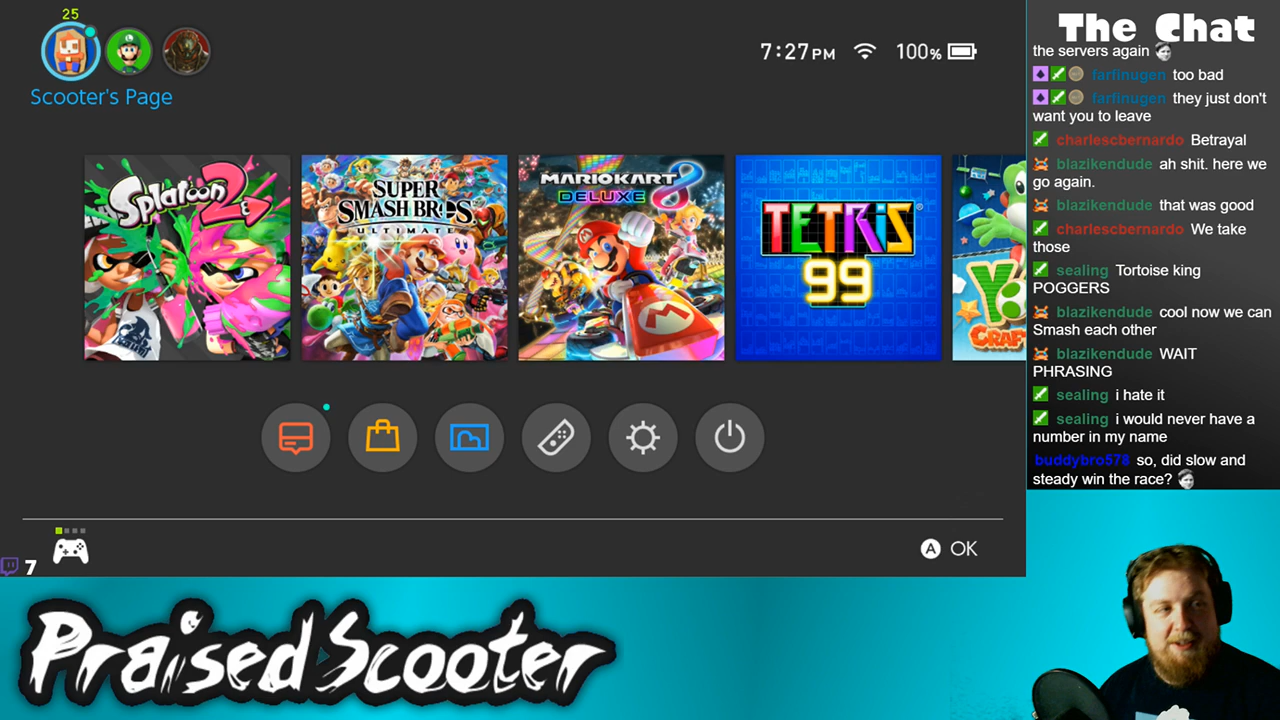 25
7:27PM 100%
Scooter's Page
Splatoon 2
SUPER
SMASH BROS.
ULTIMATE
MARIOKART 8
DELUXE
TETRIS®
99
Y
CRAF
M
A OK
7
PraisedScooter
The Chat
the servers again
farfinugen too bad
farfinugen they just don't
want you to leave
charlescbernardo Betrayal
blazikendude ah shit. here we
go again.
blazikendude that was good
charlescbernardo We take
those
sealing Tortoise king
POGGERS
blazikendude cool now we can
Smash each other
blazikendude WAIT
PHRASING
sealing i hate it
sealing i would never have a
number in my name
buddybro578 so, did slow and
steady win the race?